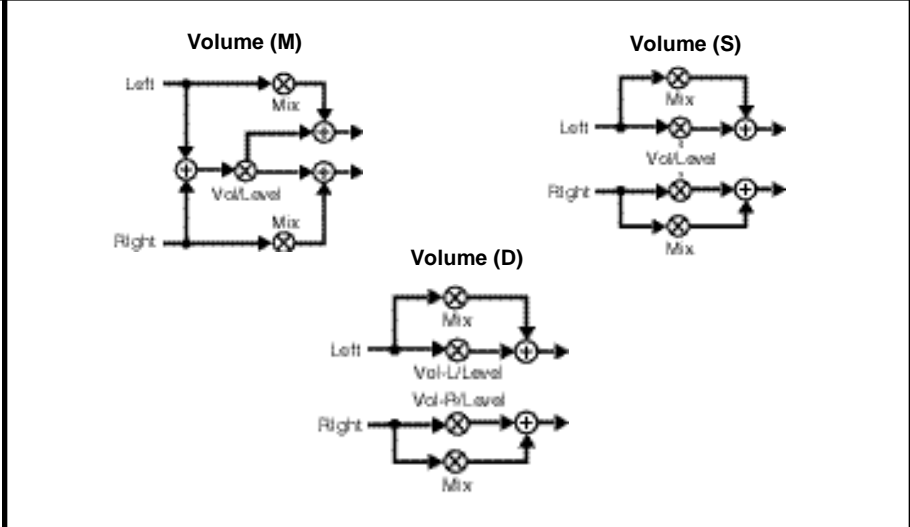 Volume (M)
Left
Mix
Vol/Level
Mix
Right
Volume (S)
Mix
Left
Vol/Level
Right
Mix
Volume (D)
Mix
Left
Vol-L/Level
Vol-R/Level
Right
Mix